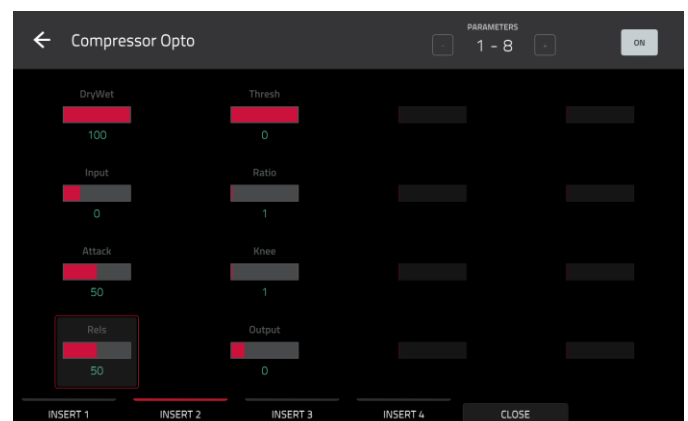 Compressor Opto
PARAMETERS
- 1 - 8 +
ON
DryWet Thresh
100 0
Input Ratio
0 1
Attack Knee
50 1
Rels Output
50 0
INSERT 1 INSERT 2 INSERT 3 INSERT 4 CLOSE